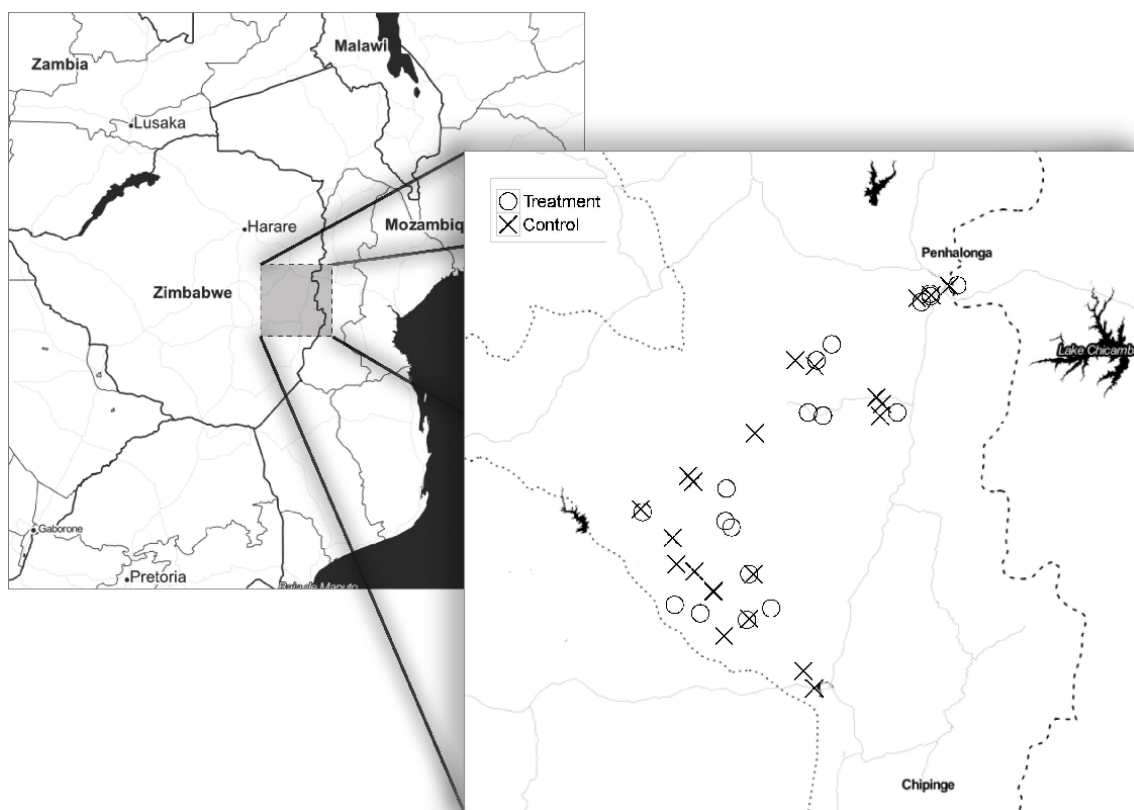 Malawi
Zambia
Lusaka
Harare
Mozambiq
Zimbabwe
Gaborone
Pretoria
Treatment
Control
Penhalonga
Lake Chicamb
Chipinge